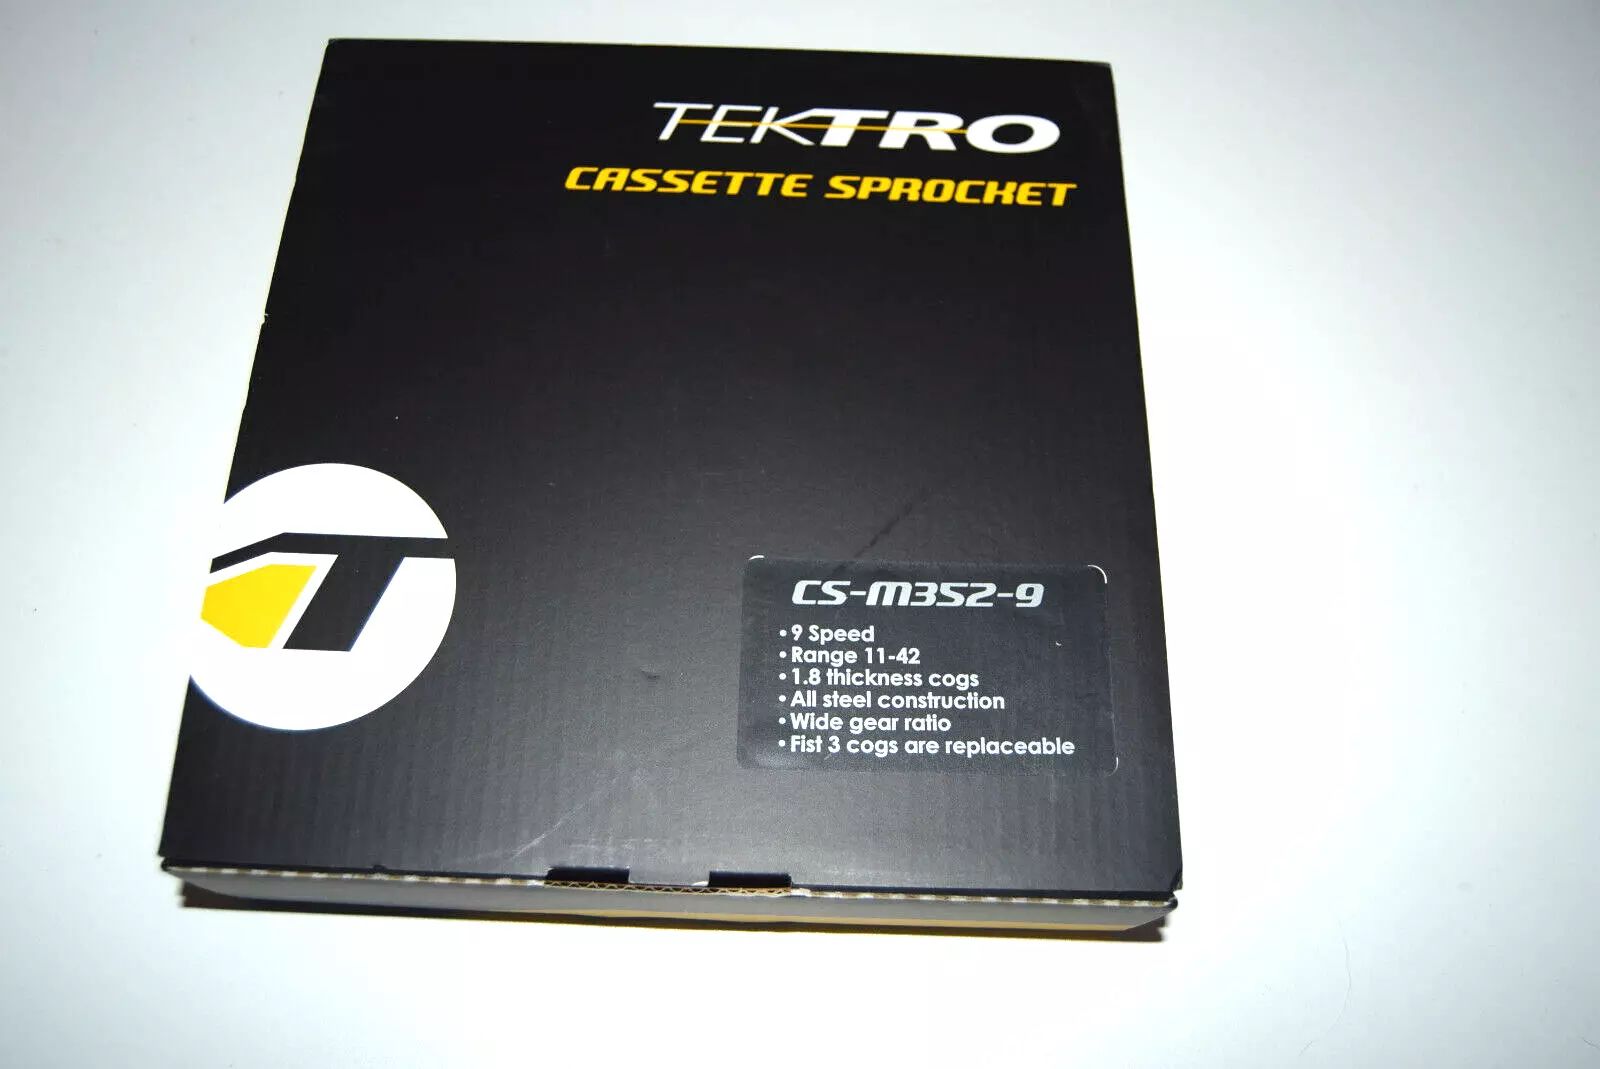 TEKTRO
CASSETTE SPROCKET
CS-M352-9
• 9 Speed
• Range 11-42
• 1.8 thickness cogs
• All steel construction
• Wide gear ratio
• Fist 3 cogs are replaceable